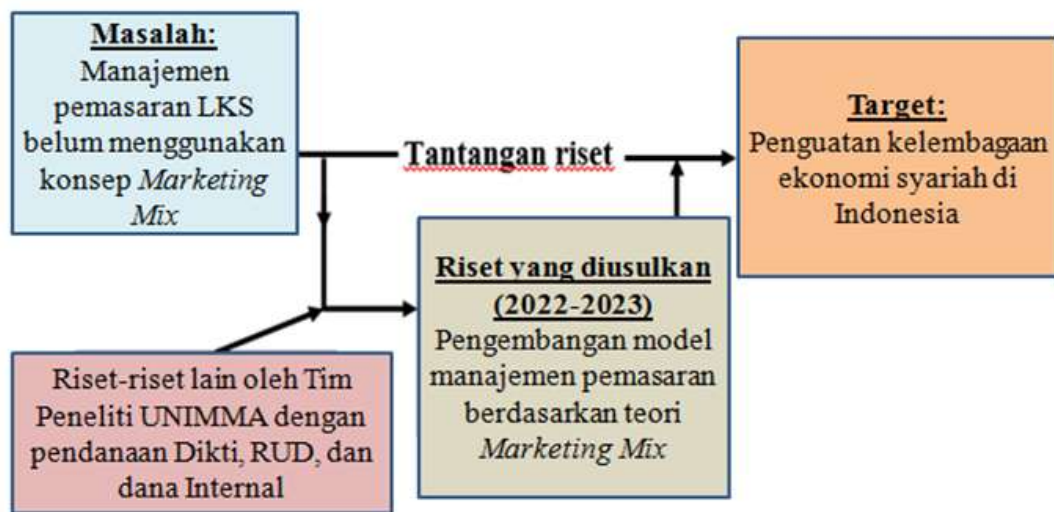 Masalah:
Manajemen
pemasaran LKS
belum menggunakan
konsep Marketing
Mix
Tantangan riset
Target:
Penguatan kelembagaan
ekonomi syariah di
Indonesia
Riset yang diusulkan
(2022-2023)
Pengembangan model
manajemen pemasaran
berdasarkan teori
Marketing Mix
Riset-riset lain oleh Tim
Peneliti UNIMMA dengan
pendanaan Dikti, RUD, dan
dana Internal